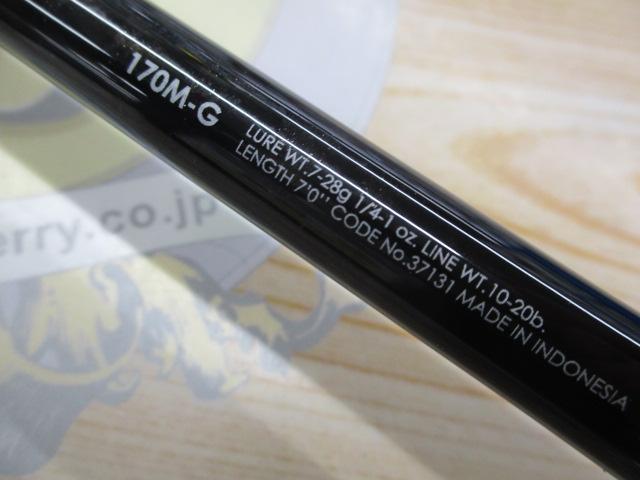 170M-G
LURE WT.7-28g 1/4-1 oz. LINE WT.10-20b.
LENGTH 7'0'' CODE No.37131 MADE IN INDONESIA
erry.co.jp